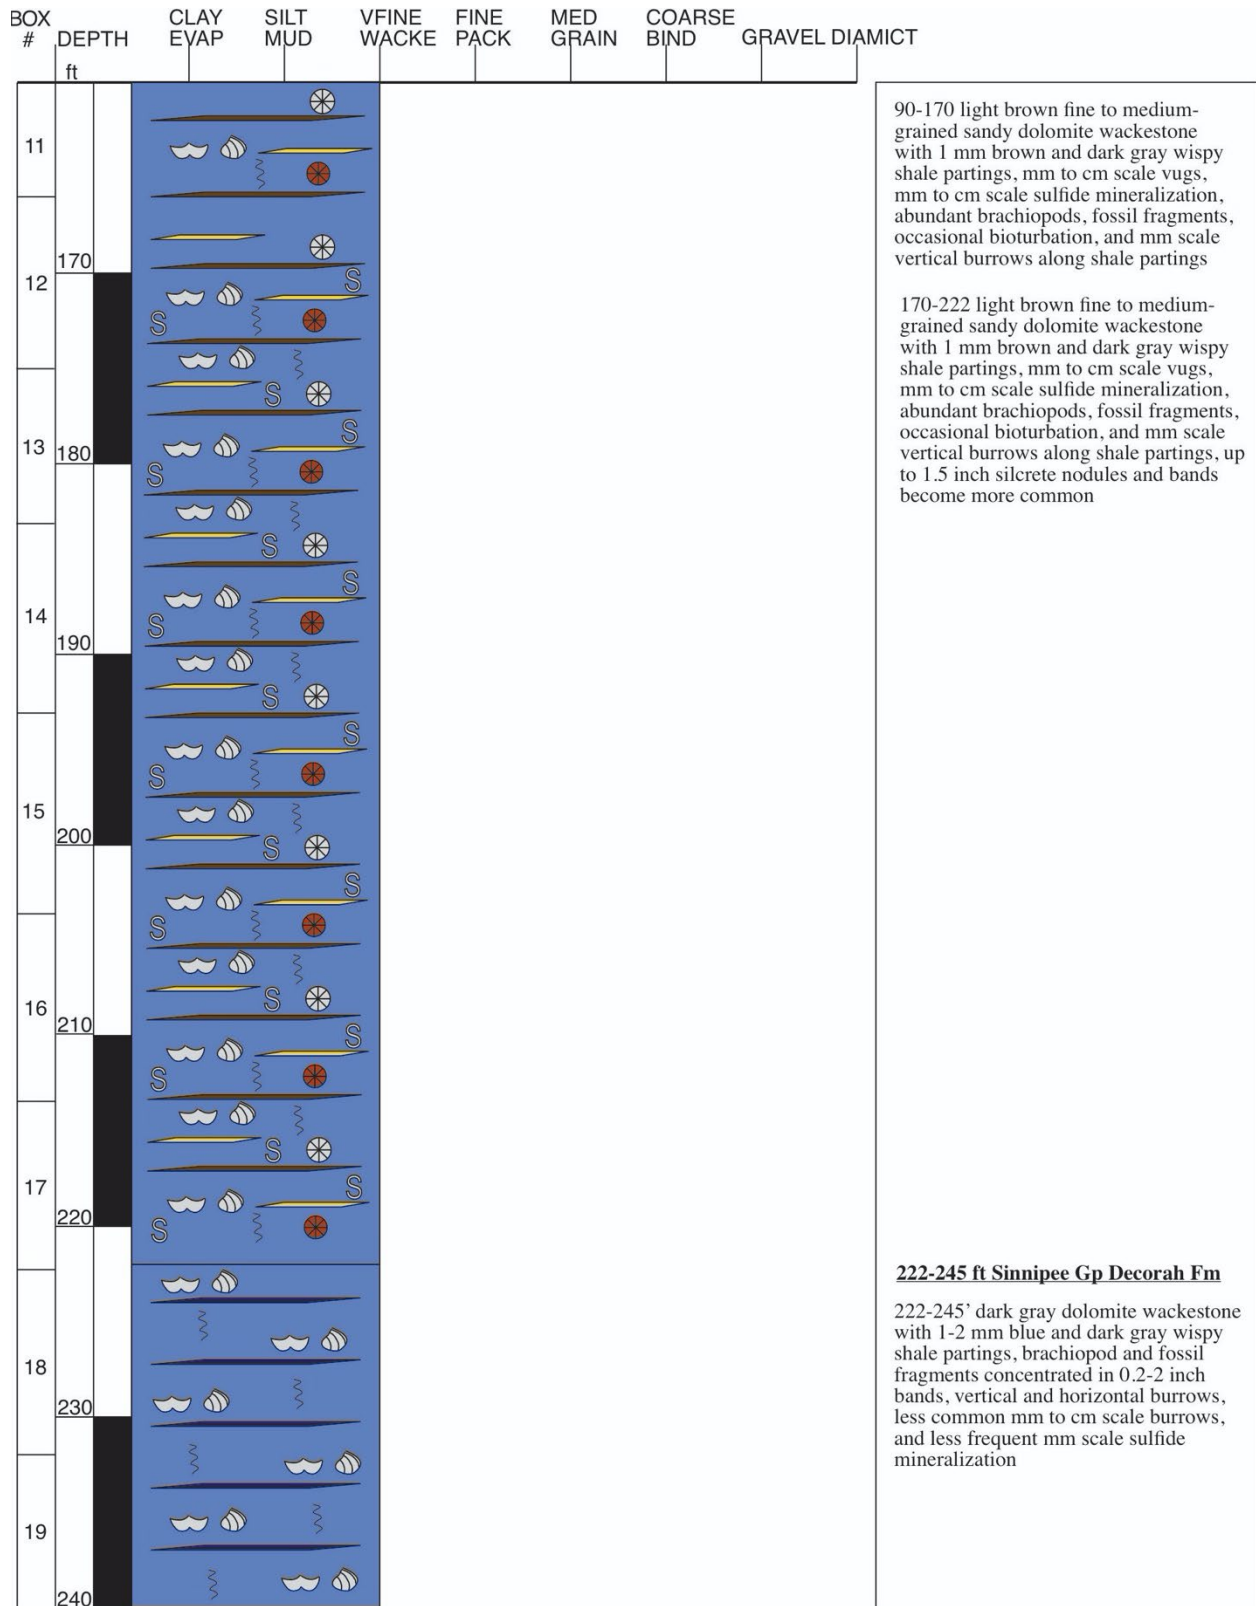 BOX
#
DEPTH
ft
CLAY
EVAP
SILT
MUD
VFINE
WACKE
FINE
PACK
MED
GRAIN
COARSE
BIND
GRAVEL DIAMICT
11
170
12
S
S
S
S
13
180
S
S
S
14
190
S
S
S
15
200
S
S
S
16
210
S
S
S
17
220
S
18
230
19
240
90-170 light brown fine to medium-
grained sandy dolomite wackestone
with 1 mm brown and dark gray wispy
shale partings, mm to cm scale vugs,
mm to cm scale sulfide mineralization,
abundant brachiopods, fossil fragments,
occasional bioturbation, and mm scale
vertical burrows along shale partings
170-222 light brown fine to medium-
grained sandy dolomite wackestone
with 1 mm brown and dark gray wispy
shale partings, mm to cm scale vugs,
mm to cm scale sulfide mineralization,
abundant brachiopods, fossil fragments,
occasional bioturbation, and mm scale
vertical burrows along shale partings, up
to 1.5 inch silcrete nodules and bands
become more common
222-245 ft Sinnipee Gp Decorah Fm
222-245' dark gray dolomite wackestone
with 1-2 mm blue and dark gray wispy
shale partings, brachiopod and fossil
fragments concentrated in 0.2-2 inch
bands, vertical and horizontal burrows,
less common mm to cm scale burrows,
and less frequent mm scale sulfide
mineralization